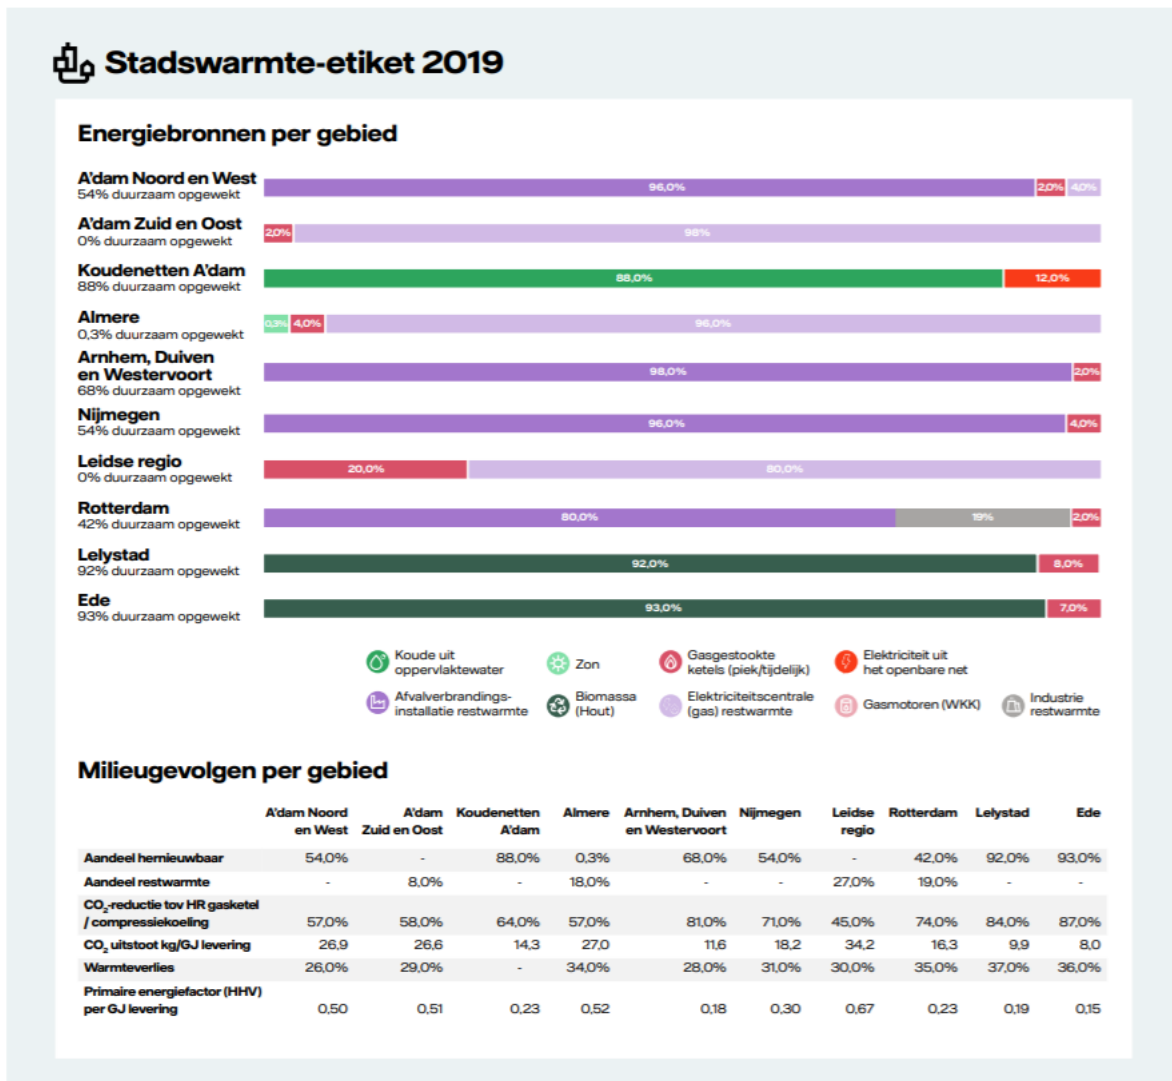 Stadswarmte-etiket 2019
Energiebronnen per gebied
A'dam Noord en West
54% duurzaam opgewekt
96,0% 2,0% 4,0%
A'dam Zuid en Oost
0% duurzaam opgewekt
2,0% 98%
Koudenetten A'dam
88% duurzaam opgewekt
88,0% 12,0%
Almere
0,3% duurzaam opgewekt
0,3% 4,0% 96,0%
Arnhem, Duiven
en Westervoort
68% duurzaam opgewekt
98,0% 2,0%
Nijmegen
54% duurzaam opgewekt
96,0% 4,0%
Leidse regio
0% duurzaam opgewekt
20,0% 80,0%
Rotterdam
42% duurzaam opgewekt
80,0% 19% 2,0%
Lelystad
92% duurzaam opgewekt
92,0% 8,0%
Ede
93% duurzaam opgewekt
93,0% 7,0%
Koude uit
oppervlaktewater
Zon
Gasgestookte
ketels (piek/tijdelijk)
Elektriciteit uit
het openbare net
Afvalverbrandings-
installatie restwarmte
Biomassa
(Hout)
Elektriciteitscentrale
(gas) restwarmte
Gasmotoren (WKK)
Industrie
restwarmte
Milieugevolgen per gebied
A'dam Noord A'dam Koudenetten Almere Arnhem, Duiven Nijmegen Leidse Rotterdam Lelystad Ede
en West Zuid en Oost A'dam en Westervoort regio
Aandeel hernieuwbaar 54,0% - 88,0% 0,3% 68,0% 54,0% - 42,0% 92,0% 93,0%
Aandeel restwarmte - 8,0% - 18,0% - - 27,0% 19,0% - -
CO₂-reductie tov HR gasketel
/ compressiekoeling 57,0% 58,0% 64,0% 57,0% 81,0% 71,0% 45,0% 74,0% 84,0% 87,0%
CO₂ uitstoot kg/GJ levering 26,9 26,6 14,3 27,0 11,6 18,2 34,2 16,3 9,9 8,0
Warmteverlies 26,0% 29,0% - 34,0% 28,0% 31,0% 30,0% 35,0% 37,0% 36,0%
Primaire energiefactor (HHV)
per GJ levering 0,50 0,51 0,23 0,52 0,18 0,30 0,67 0,23 0,19 0,15